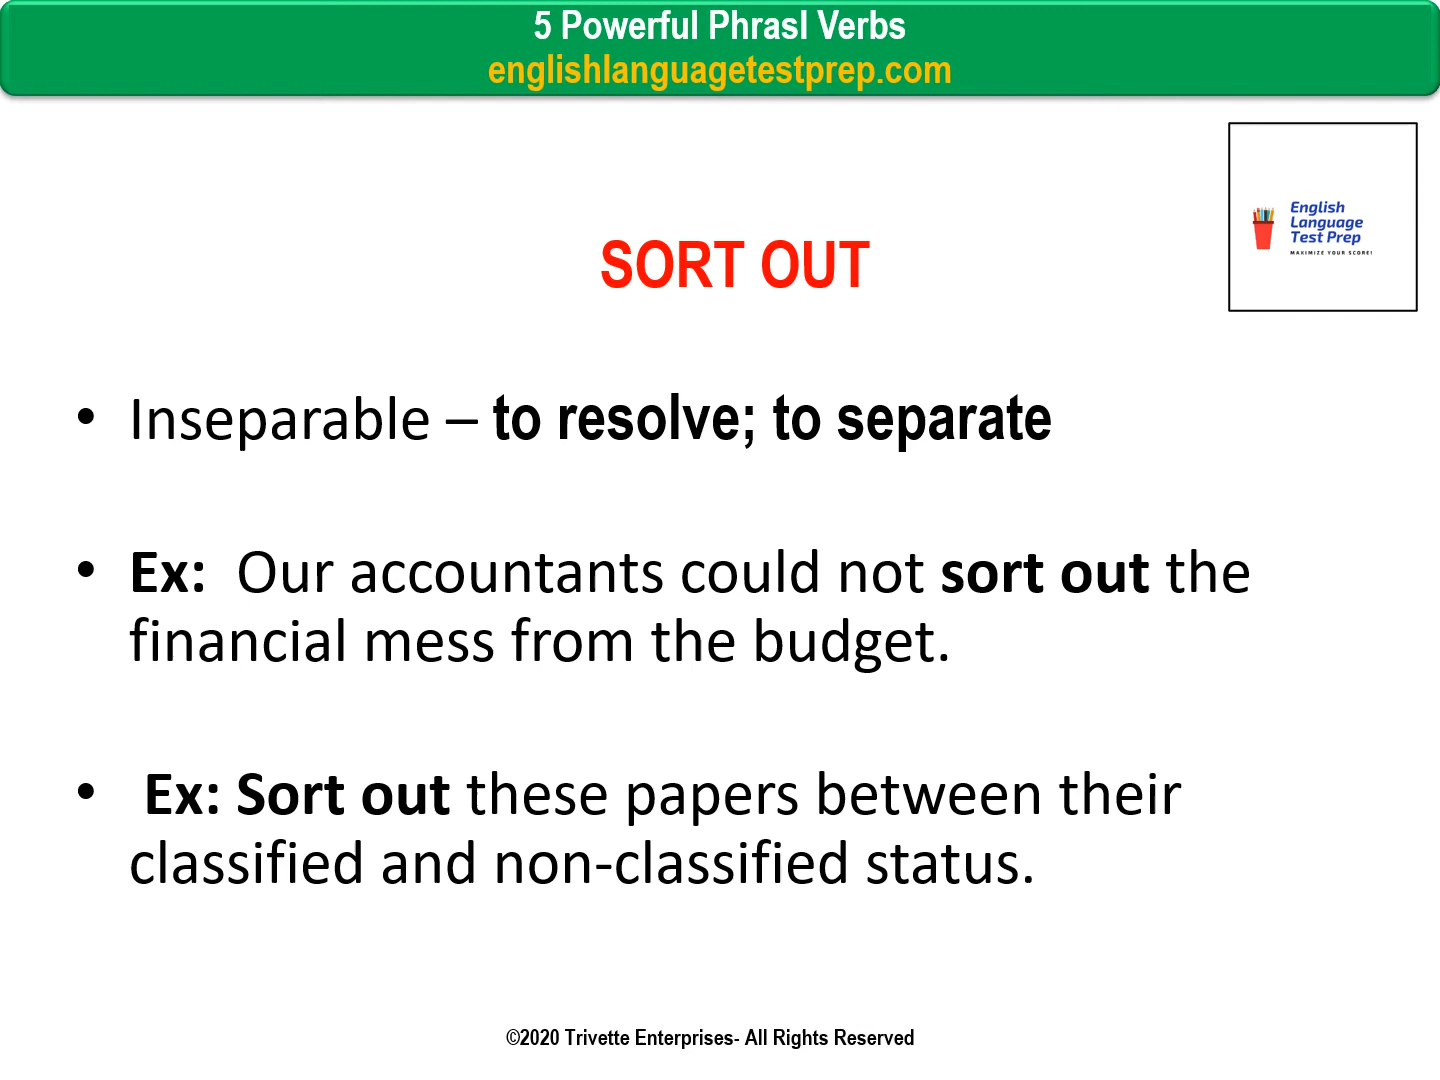 5 Powerful Phrasl Verbs
englishlanguagetestprep.com
English
Language
Test Prep
MAXIMIZE YOUR SCORE!
SORT OUT
• Inseparable – to resolve; to separate
• Ex: Our accountants could not sort out the
financial mess from the budget.
• Ex: Sort out these papers between their
classified and non-classified status.
©2020 Trivette Enterprises- All Rights Reserved